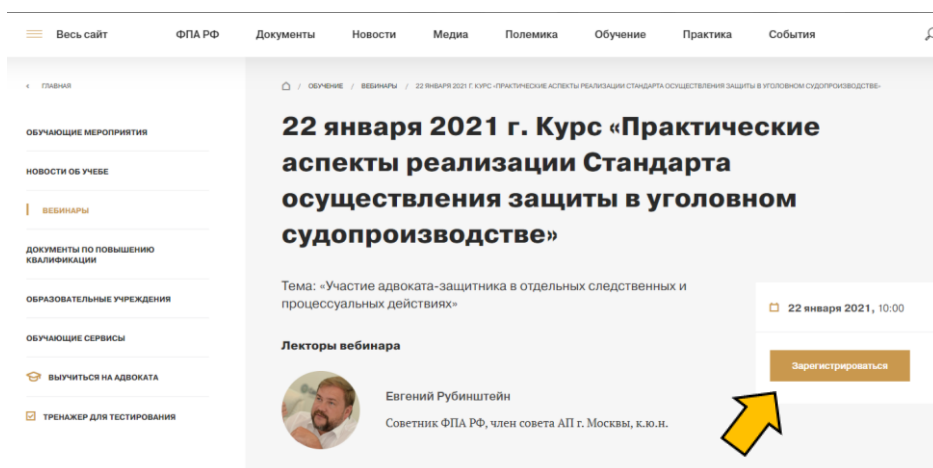 Весь сайт
ФПА РФ
Документы
Новости
Медиа
Полемика
Обучение
Практика
События
‹ ГЛАВНАЯ
/ ОБУЧЕНИЕ / ВЕБИНАРЫ / 22 ЯНВАРЯ 2021 Г. КУРС «ПРАКТИЧЕСКИЕ АСПЕКТЫ РЕАЛИЗАЦИИ СТАНДАРТА ОСУЩЕСТВЛЕНИЯ ЗАЩИТЫ В УГОЛОВНОМ СУДОПРОИЗВОДСТВЕ»
ОБУЧАЮЩИЕ МЕРОПРИЯТИЯ
НОВОСТИ ОБ УЧЕБЕ
ВЕБИНАРЫ
ДОКУМЕНТЫ ПО ПОВЫШЕНИЮ
КВАЛИФИКАЦИИ
ОБРАЗОВАТЕЛЬНЫЕ УЧРЕЖДЕНИЯ
ОБУЧАЮЩИЕ СЕРВИСЫ
ВЫУЧИТЬСЯ НА АДВОКАТА
ТРЕНАЖЕР ДЛЯ ТЕСТИРОВАНИЯ
22 января 2021 г. Курс «Практические
аспекты реализации Стандарта
осуществления защиты в уголовном
судопроизводстве»
Тема: «Участие адвоката-защитника в отдельных следственных и
процессуальных действиях»
Лекторы вебинара
Евгений Рубинштейн
Советник ФПА РФ, член совета АП г. Москвы, к.ю.н.
22 января 2021, 10:00
Зарегистрироваться